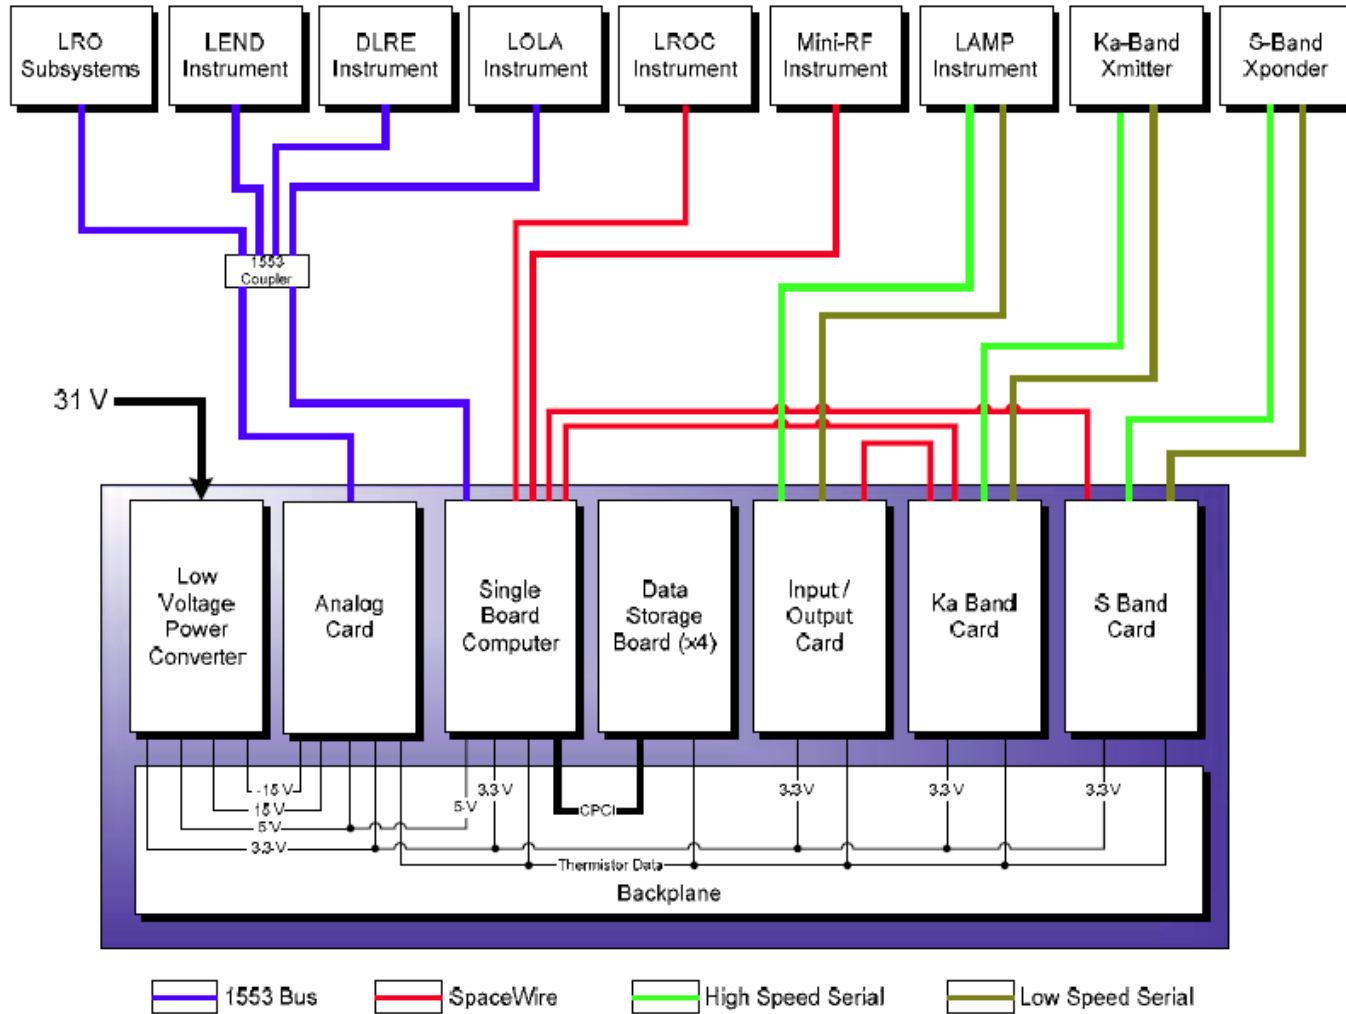 LRO
Subsystems
LEND
Instrument
DLRE
Instrument
LOLA
Instrument
LROC
Instrument
Mini-RF
Instrument
LAMP
Instrument
Ka-Band
Xmitter
S-Band
Xponder
1553
Coupler
31 V
Low
Voltage
Power
Converter
Analog
Card
Single
Board
Computer
Data
Storage
Board (x4)
Input /
Output
Card
Ka Band
Card
S Band
Card
-15 V
15 V
5 V
3.3 V
5 V
3.3 V
CPCI
3.3 V
3.3 V
3.3 V
Thermistor Data
Backplane
1553 Bus
SpaceWire
High Speed Serial
Low Speed Serial